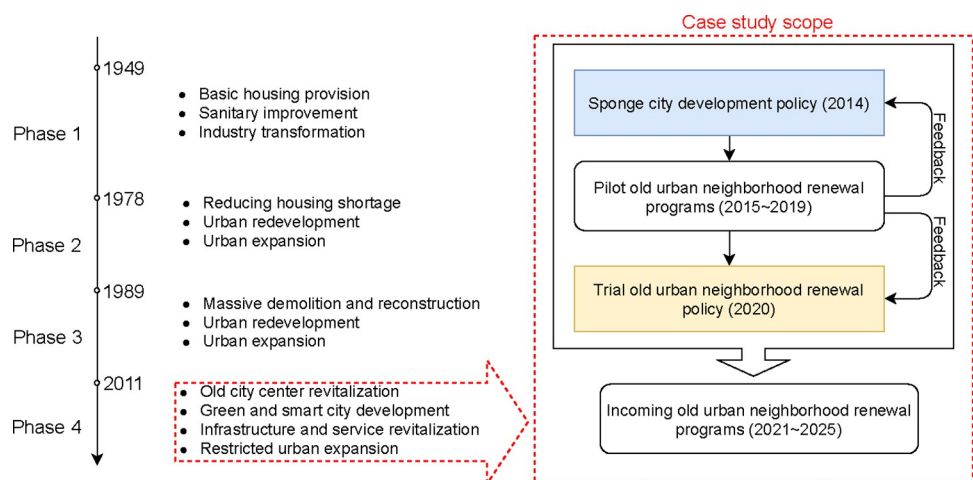 1949
Phase 1
• Basic housing provision
• Sanitary improvement
• Industry transformation
1978
Phase 2
• Reducing housing shortage
• Urban redevelopment
• Urban expansion
1989
Phase 3
• Massive demolition and reconstruction
• Urban redevelopment
• Urban expansion
2011
Phase 4
• Old city center revitalization
• Green and smart city development
• Infrastructure and service revitalization
• Restricted urban expansion
Case study scope
Sponge city development policy (2014)
Feedback
Pilot old urban neighborhood renewal
programs (2015~2019)
Feedback
Trial old urban neighborhood renewal
policy (2020)
Incoming old urban neighborhood renewal
programs (2021~2025)